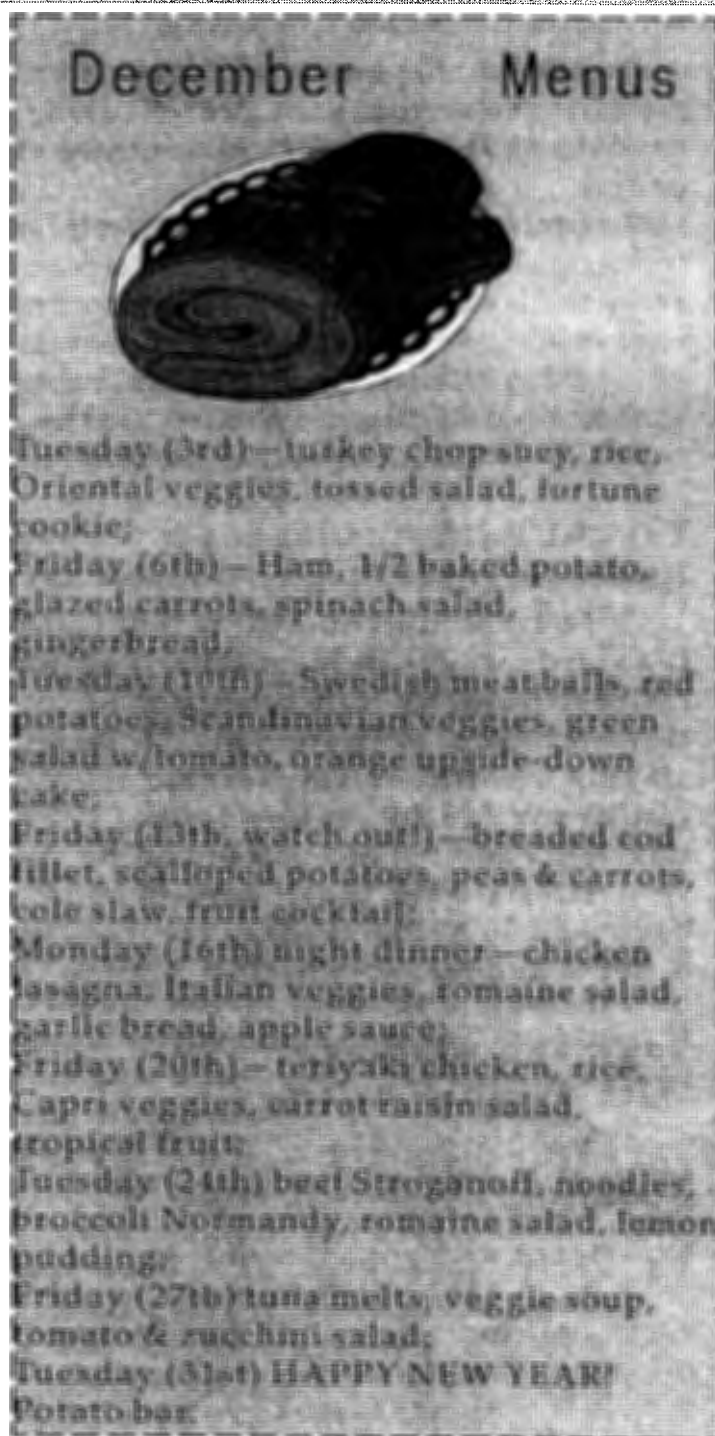 December Menus
Tuesday (3rd)—turkey chop suey, rice,
Oriental veggies, tossed salad, fortune
cookie;
Friday (6th)—Ham, 1/2 baked potato,
glazed carrots, spinach salad,
gingerbread;
Tuesday (10th)—Swedish meatballs, red
potatoes, Scandinavian veggies, green
salad w/tomato, orange upside-down
cake;
Friday (13th, watch out!)—breaded cod
fillet, scalloped potatoes, peas & carrots,
cole slaw, fruit cocktail;
Monday (16th) night dinner—chicken
lasagna, Italian veggies, romaine salad,
garlic bread, apple sauce;
Friday (20th)—teriyaki chicken, rice,
Capri veggies, carrot raisin salad,
tropical fruit;
Tuesday (24th) beef Stroganoff, noodles,
broccoli Normandy, romaine salad, lemon
pudding;
Friday (27th) tuna melts, veggie soup,
tomato & zucchini salad;
Tuesday (31st) HAPPY NEW YEAR!
Potato bar.